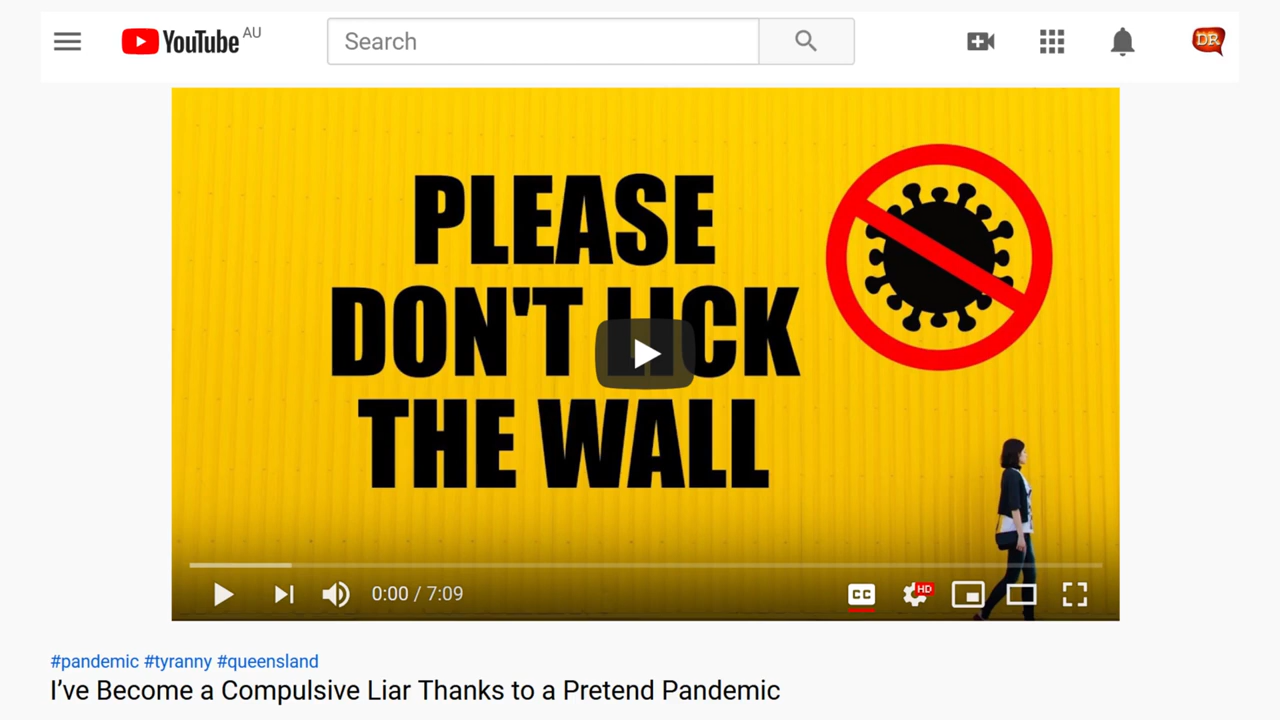 YouTube AU
Search
DR
PLEASE
DON'T LICK
THE WALL
0:00 / 7:09
CC
HD
#pandemic #tyranny #queensland
I’ve Become a Compulsive Liar Thanks to a Pretend Pandemic